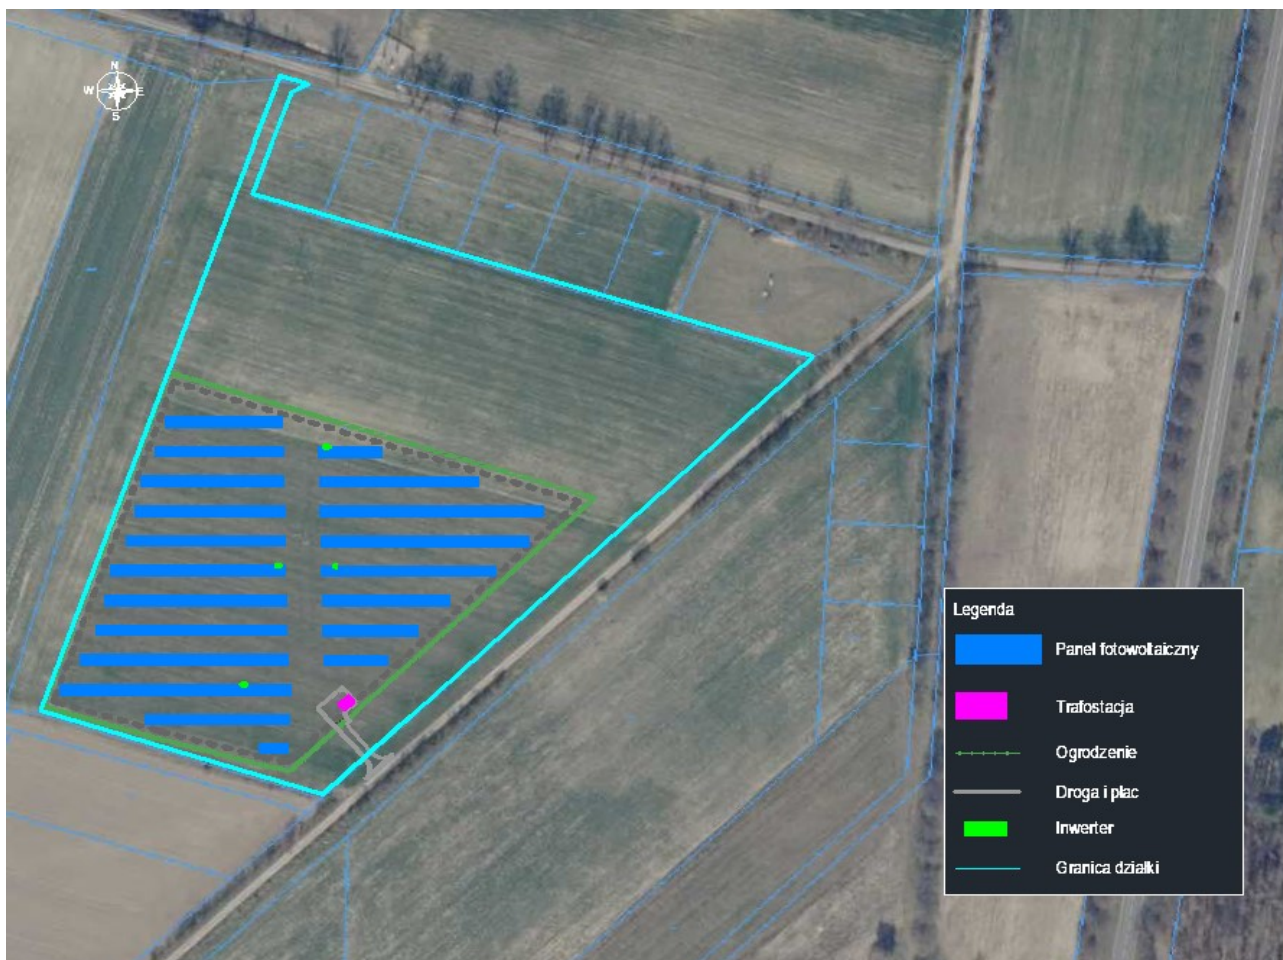 N
W E
S
Legenda
Panel fotowoltaiczny
Trafostacja
Ogrodzenie
Droga i plac
Inwerter
Granica działki